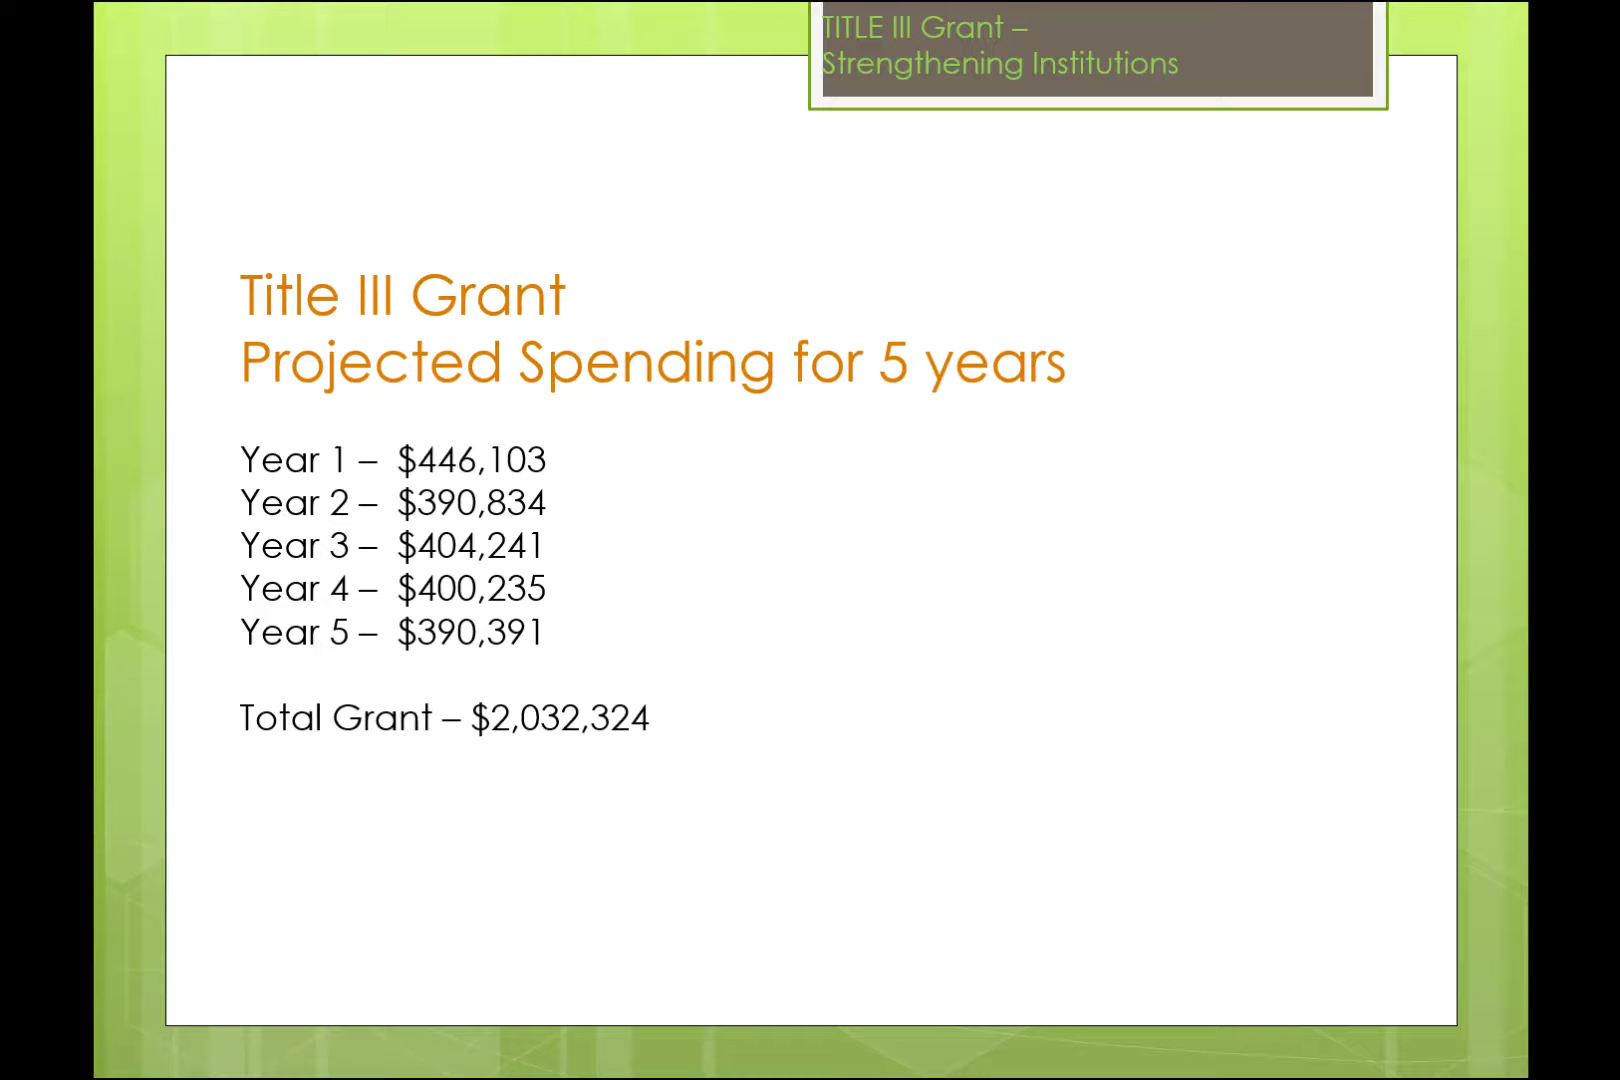 TITLE III Grant –
Strengthening Institutions
Title III Grant
Projected Spending for 5 years
Year 1 – $446,103
Year 2 – $390,834
Year 3 – $404,241
Year 4 – $400,235
Year 5 – $390,391
Total Grant – $2,032,324